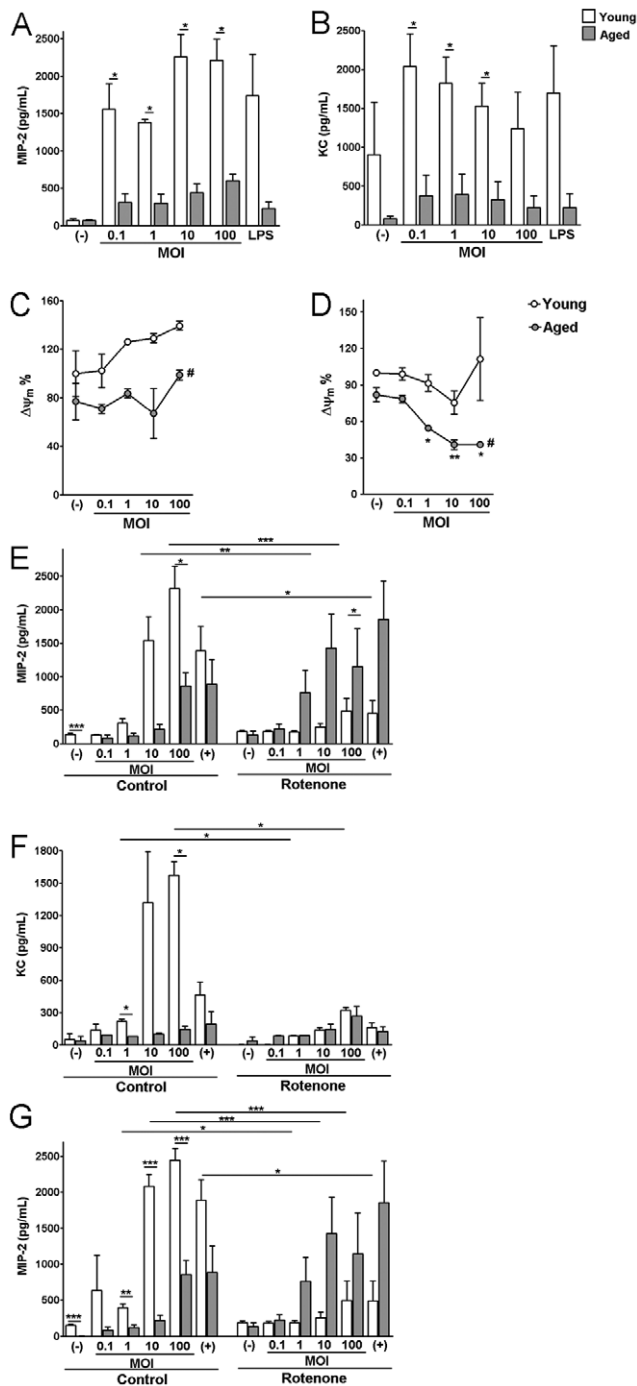 A
*
*
*
*
2500
2000
1500
1000
500
0
MIP-2 (pg/mL)
(-) 0.1 1 10 100 LPS
MOI
B
Young
Aged
*
*
*
2500
2000
1500
1000
500
0
KC (pg/mL)
(-) 0.1 1 10 100 LPS
MOI
C
160
120
80
40
0
ΔΨm %
#
(-) 0.1 1 10 100
MOI
D
Young
Aged
150
120
90
60
30
0
ΔΨm %
* ** *
#
(-) 0.1 1 10 100
MOI
E
***
**
*
*
*
***
2500
2000
1500
1000
500
0
MIP-2 (pg/mL)
(-) 0.1 1 10 100 (+) (-) 0.1 1 10 100 (+)
MOI MOI
Control Rotenone
F
*
*
*
*
1800
1500
1200
900
600
300
0
KC (pg/mL)
(-) 0.1 1 10 100 (+) (-) 0.1 1 10 100 (+)
MOI MOI
Control Rotenone
G
***
***
*
*** ***
*
**
***
2500
2000
1500
1000
500
0
MIP-2 (pg/mL)
(-) 0.1 1 10 100 (+) (-) 0.1 1 10 100 (+)
MOI MOI
Control Rotenone